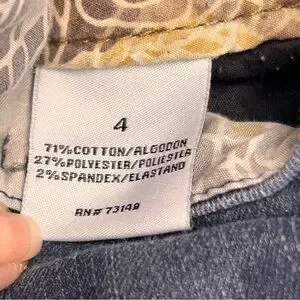 4
71%COTTON/ALGODON
27%POLYESTER/POLIESTER
2%SPANDEX/ELASTANO
RN# 73149